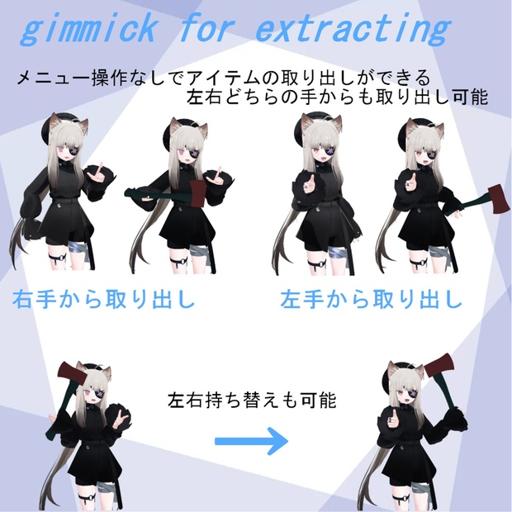 gimmick for extracting
メニュー操作なしでアイテムの取り出しができる
左右どちらの手からも取り出し可能
右手から取り出し
左手から取り出し
左右持ち替えも可能